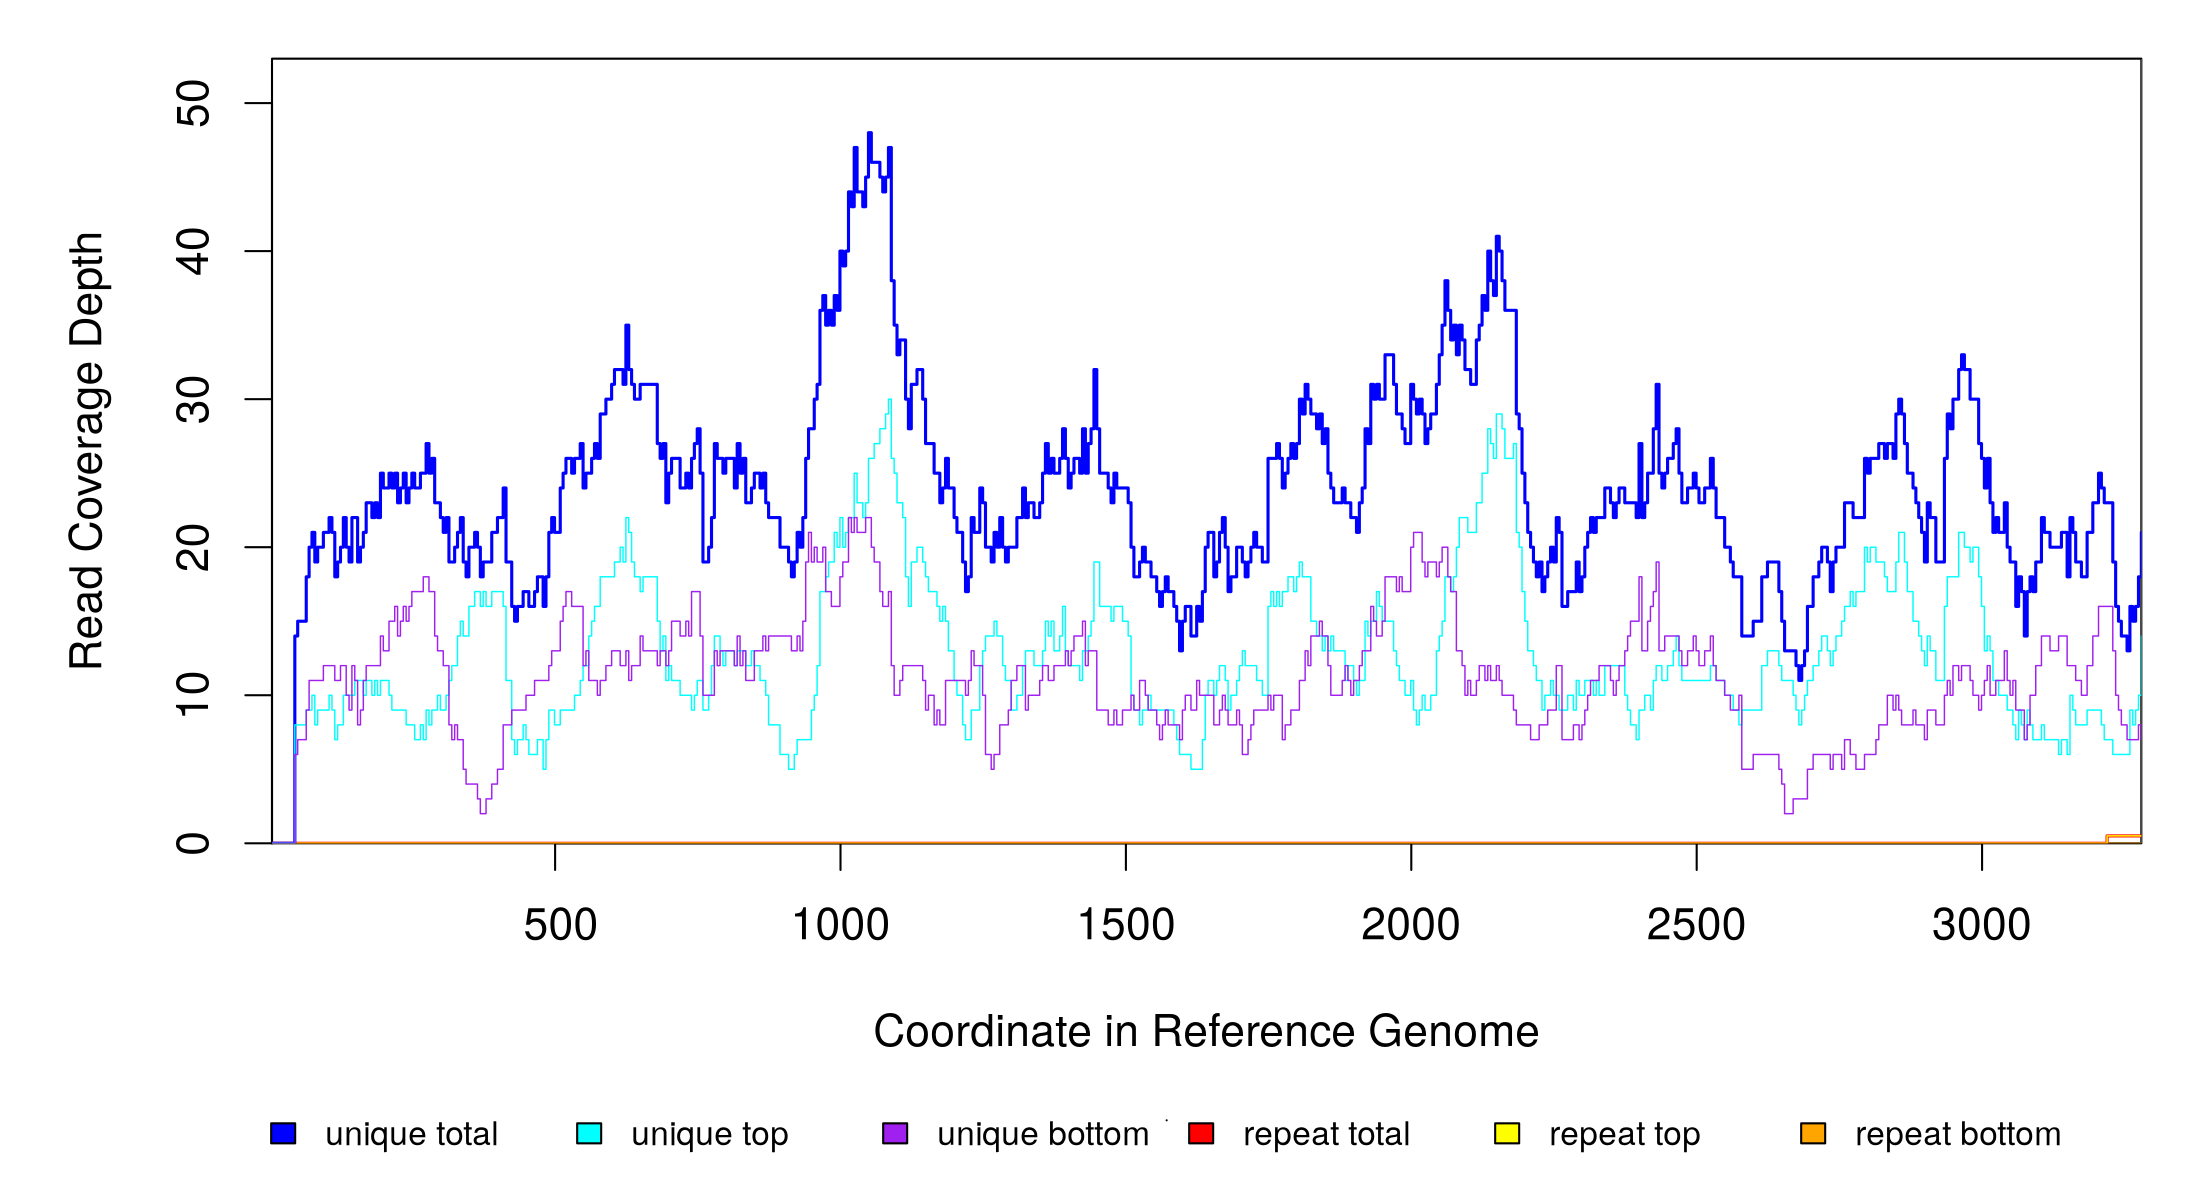 Read Coverage Depth
50
40
30
20
10
0
500 1000 1500 2000 2500 3000
Coordinate in Reference Genome
unique total unique top unique bottom repeat total repeat top repeat bottom